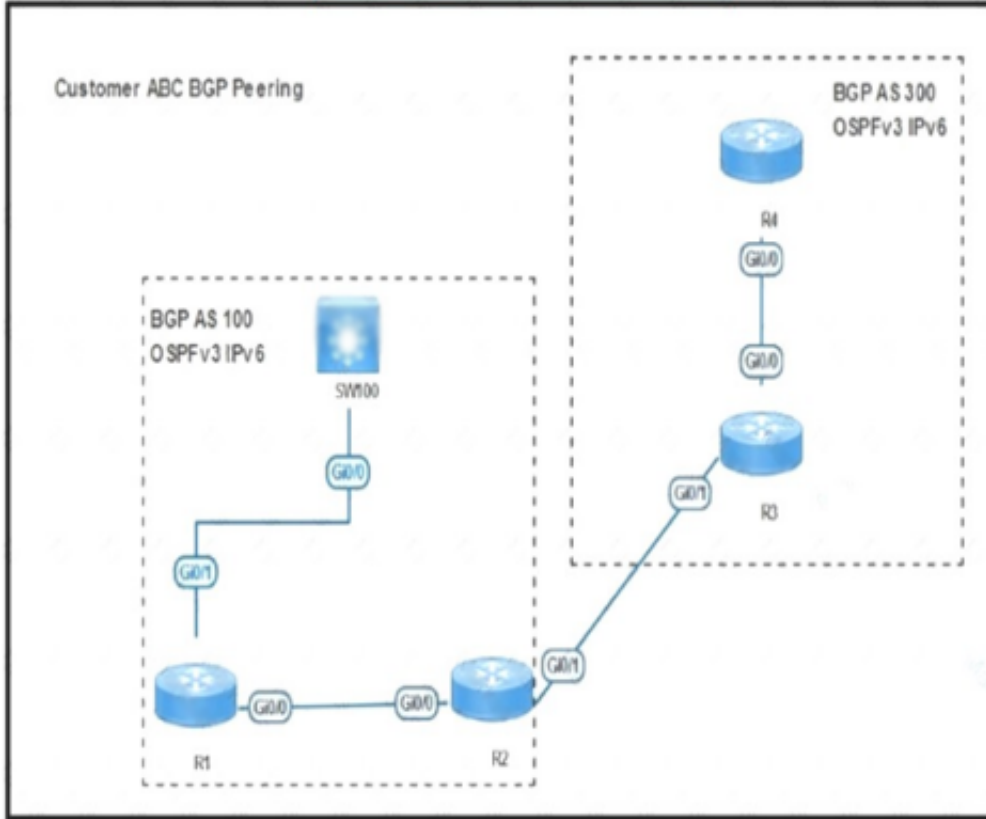 Customer ABC BGP Peering
BGP AS 300
OSPFv3 IPv6
R4
Gi0/0
Gi0/0
R3
Gi0/1
BGP AS 100
OSPFv3 IPv6
SW100
Gi0/0
Gi0/1
R1
Gi0/0
Gi0/0
R2
Gi0/1